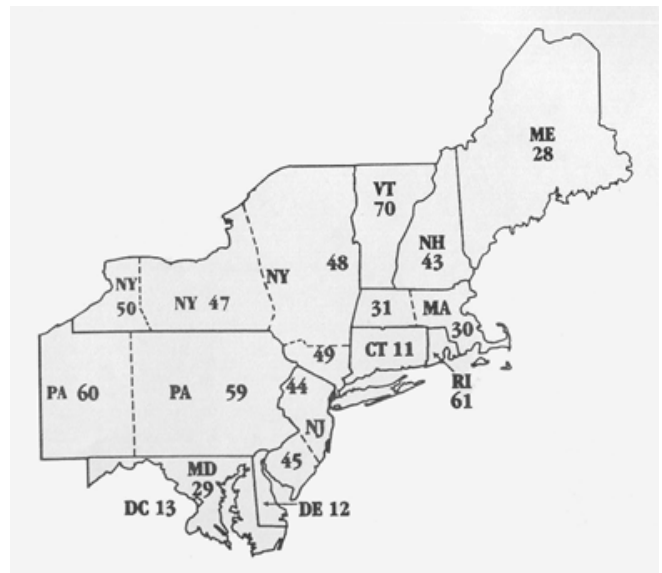 ME
28
VT
70
NH
43
NY
48
NY
50
NY 47
31
MA
30
CT 11
RI
61
49
44
NJ
45
PA 60
PA 59
MD
29
DC 13
DE 12